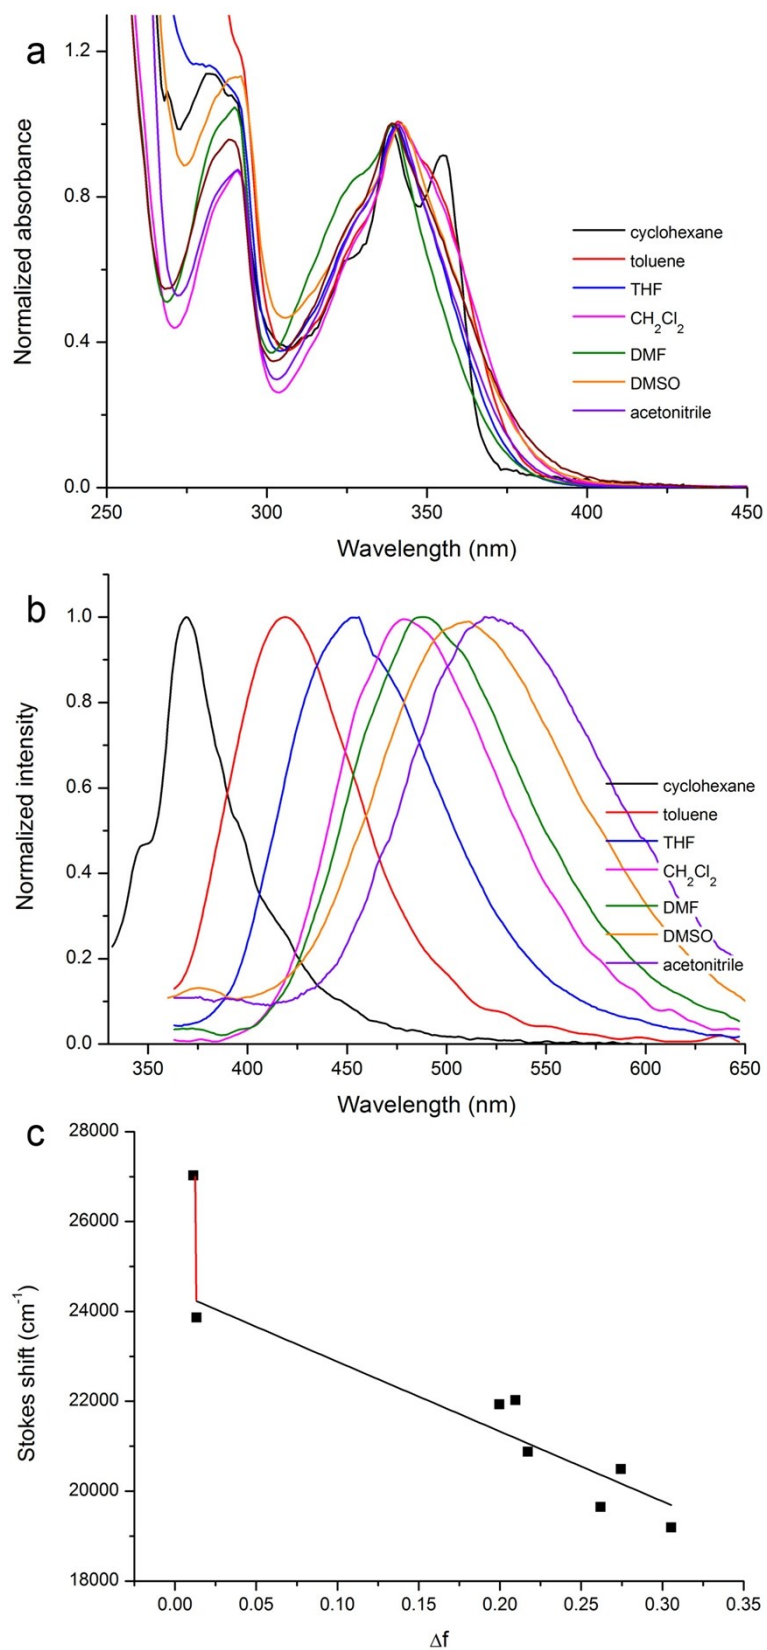 a
1.2
0.8
0.4
0.0
Normalized absorbance
cyclohexane
toluene
THF
CH₂Cl₂
DMF
DMSO
acetonitrile
250 300 350 400 450
Wavelength (nm)
b
1.0
0.8
0.6
0.4
0.2
0.0
Normalized intensity
cyclohexane
toluene
THF
CH₂Cl₂
DMF
DMSO
acetonitrile
350 400 450 500 550 600 650
Wavelength (nm)
c
28000
26000
24000
22000
20000
18000
Stokes shift (cm⁻¹)
0.00 0.05 0.10 0.15 0.20 0.25 0.30 0.35
Δf